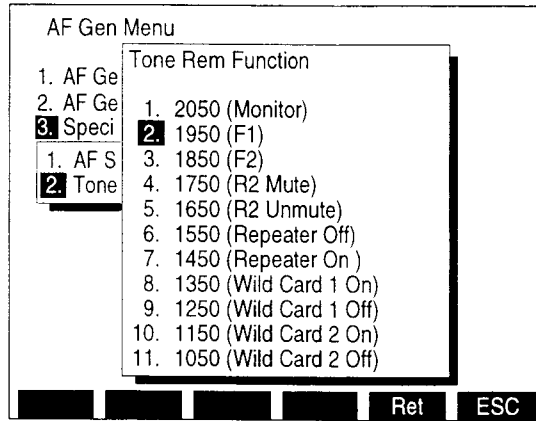 AF Gen Menu
1. AF Ge
2. AF Ge
3. Speci
1. AF S
2. Tone
Tone Rem Function
1. 2050 (Monitor)
2. 1950 (F1)
3. 1850 (F2)
4. 1750 (R2 Mute)
5. 1650 (R2 Unmute)
6. 1550 (Repeater Off)
7. 1450 (Repeater On )
8. 1350 (Wild Card 1 On)
9. 1250 (Wild Card 1 Off)
10. 1150 (Wild Card 2 On)
11. 1050 (Wild Card 2 Off)
Ret ESC